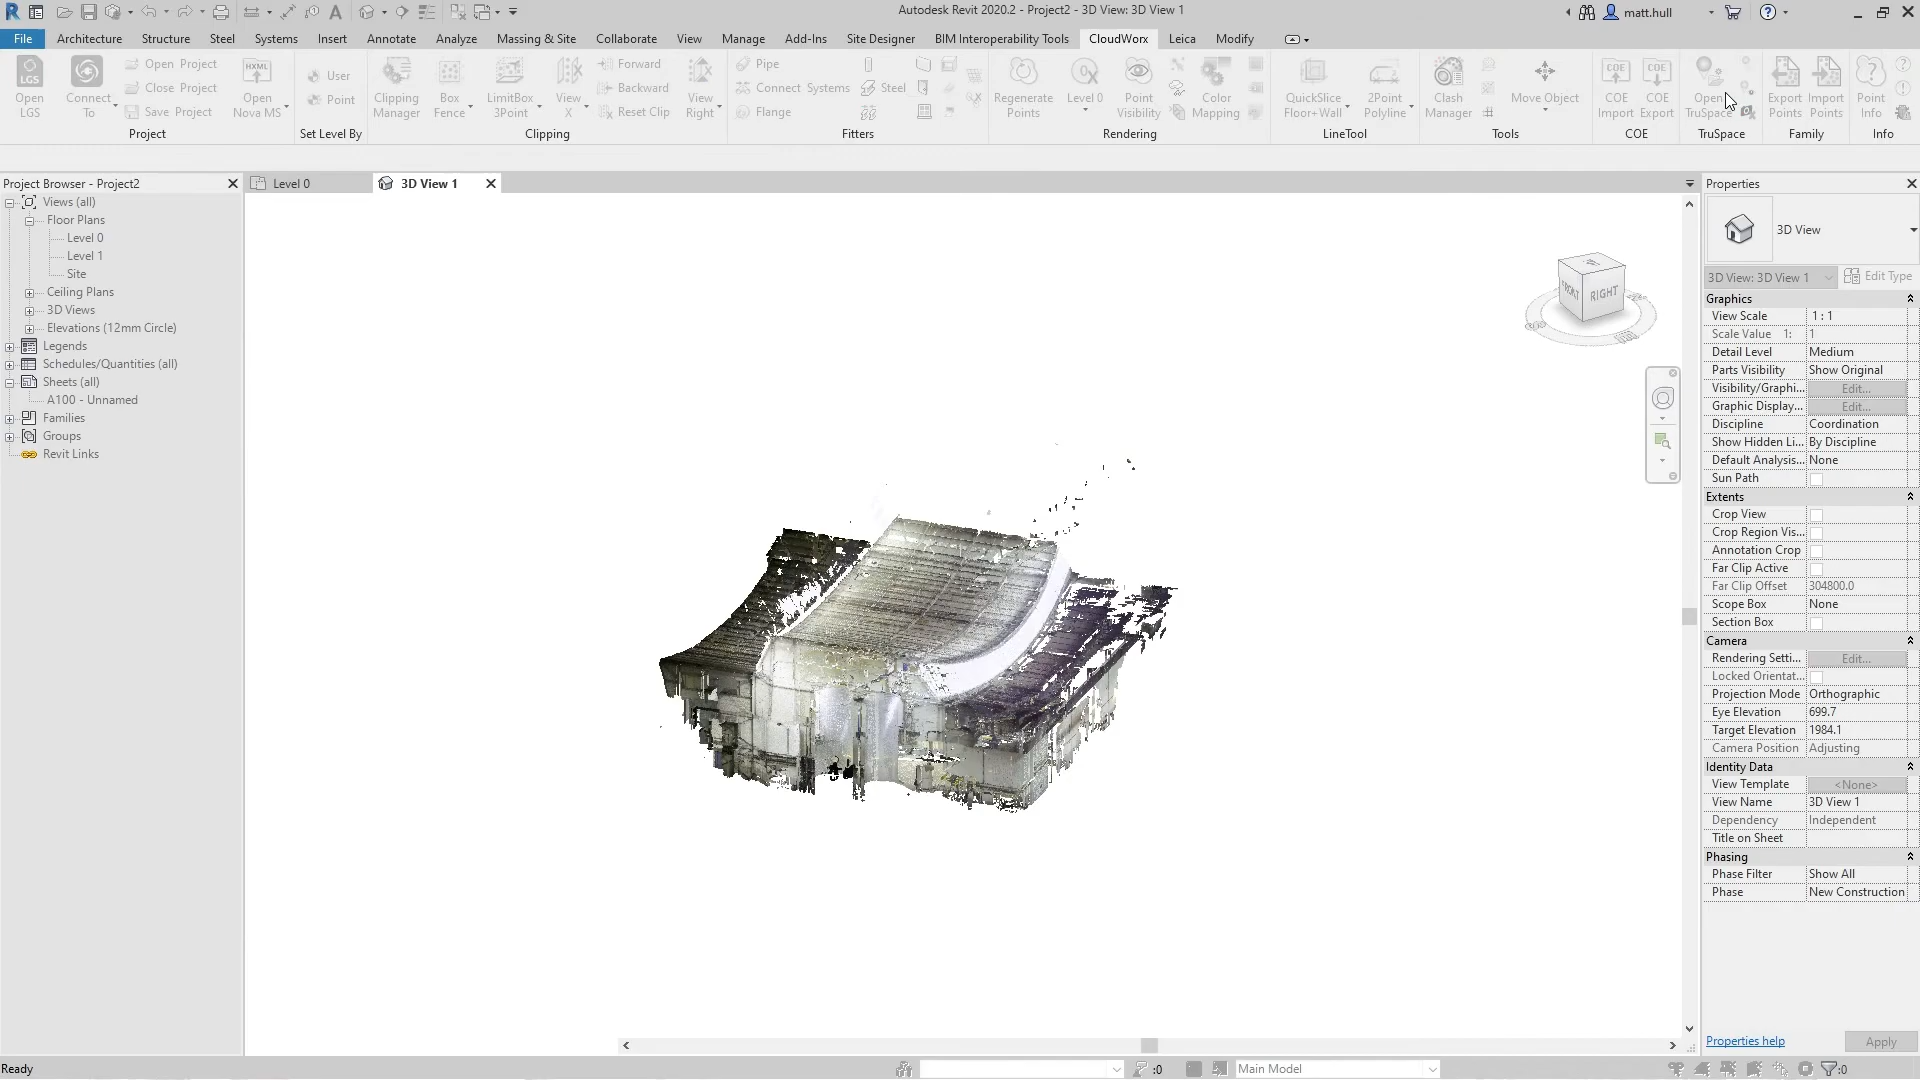 Autodesk Revit 2020.2 - Project2 - 3D View: 3D View 1
matt.hull
File Architecture Structure Steel Systems Insert Annotate Analyze Massing & Site Collaborate View Manage Add-Ins Site Designer BIM Interoperability Tools CloudWorx Leica Modify
Open LGS
Connect To
Open Project
Close Project
Save Project
HXML
Open Nova MS
Project
User
Point
Set Level By
Clipping Manager
Box Fence
LimitBox 3Point
View X
Forward
Backward
Reset Clip
View Right
Clipping
Pipe
Connect Systems
Flange
Steel
Fitters
Regenerate Points
Level 0
Point Visibility
Color Mapping
Rendering
QuickSlice Floor+Wall
2Point Polyline
LineTool
Clash Manager
Move Object
Tools
COE Import
COE Export
COE
Open TruSpace
TruSpace
Export Points
Import Points
Family
Point Info
Info
Project Browser - Project2
Views (all)
Floor Plans
Level 0
Level 1
Site
Ceiling Plans
3D Views
Elevations (12mm Circle)
Legends
Schedules/Quantities (all)
Sheets (all)
A100 - Unnamed
Families
Groups
Revit Links
Level 0
3D View 1
FRONT
RIGHT
Properties
3D View
3D View: 3D View 1
Edit Type
Graphics
View Scale 1 : 1
Scale Value 1: 1
Detail Level Medium
Parts Visibility Show Original
Visibility/Graphi... Edit...
Graphic Display... Edit...
Discipline Coordination
Show Hidden Li... By Discipline
Default Analysis... None
Sun Path
Extents
Crop View
Crop Region Vis...
Annotation Crop
Far Clip Active
Far Clip Offset 304800.0
Scope Box None
Section Box
Camera
Rendering Setti... Edit...
Locked Orientat...
Projection Mode Orthographic
Eye Elevation 699.7
Target Elevation 1984.1
Camera Position Adjusting
Identity Data
View Template <None>
View Name 3D View 1
Dependency Independent
Title on Sheet
Phasing
Phase Filter Show All
Phase New Construction
Properties help
Apply
Ready
:0
Main Model
:0